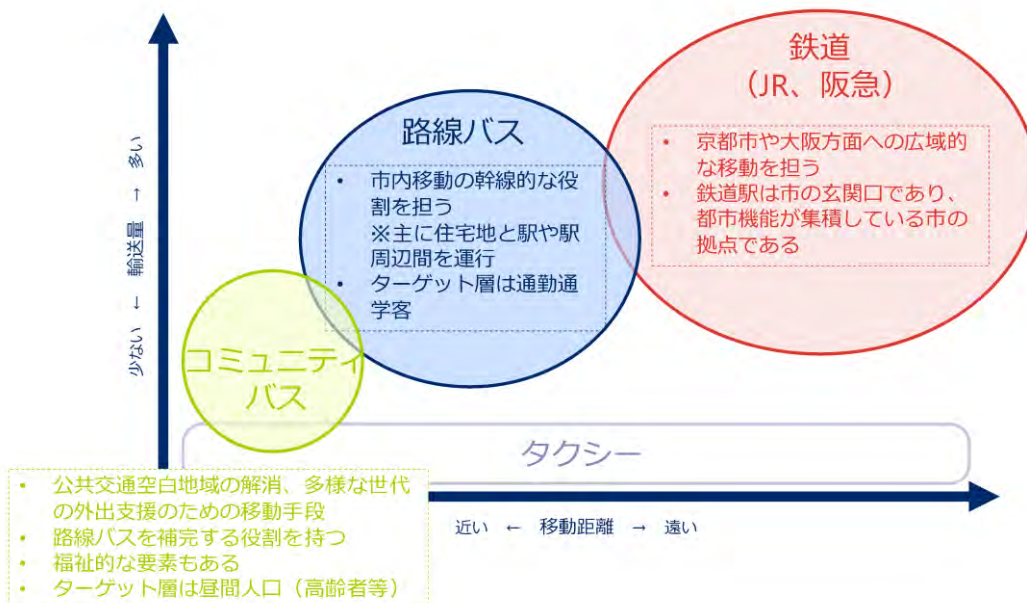 鉄道
（JR、阪急）
• 京都市や大阪方面への広域的
な移動を担う
• 鉄道駅は市の玄関口であり、
都市機能が集積している市の
拠点である
路線バス
• 市内移動の幹線的な役
割を担う
※主に住宅地と駅や駅
周辺間を運行
• ターゲット層は通勤通
学客
少ない ← 輸送量 → 多い
コミュニティ
バス
タクシー
• 公共交通空白地域の解消、多様な世代
の外出支援のための移動手段
• 路線バスを補完する役割を持つ
• 福祉的な要素もある
• ターゲット層は昼間人口（高齢者等）
近い ← 移動距離 → 遠い